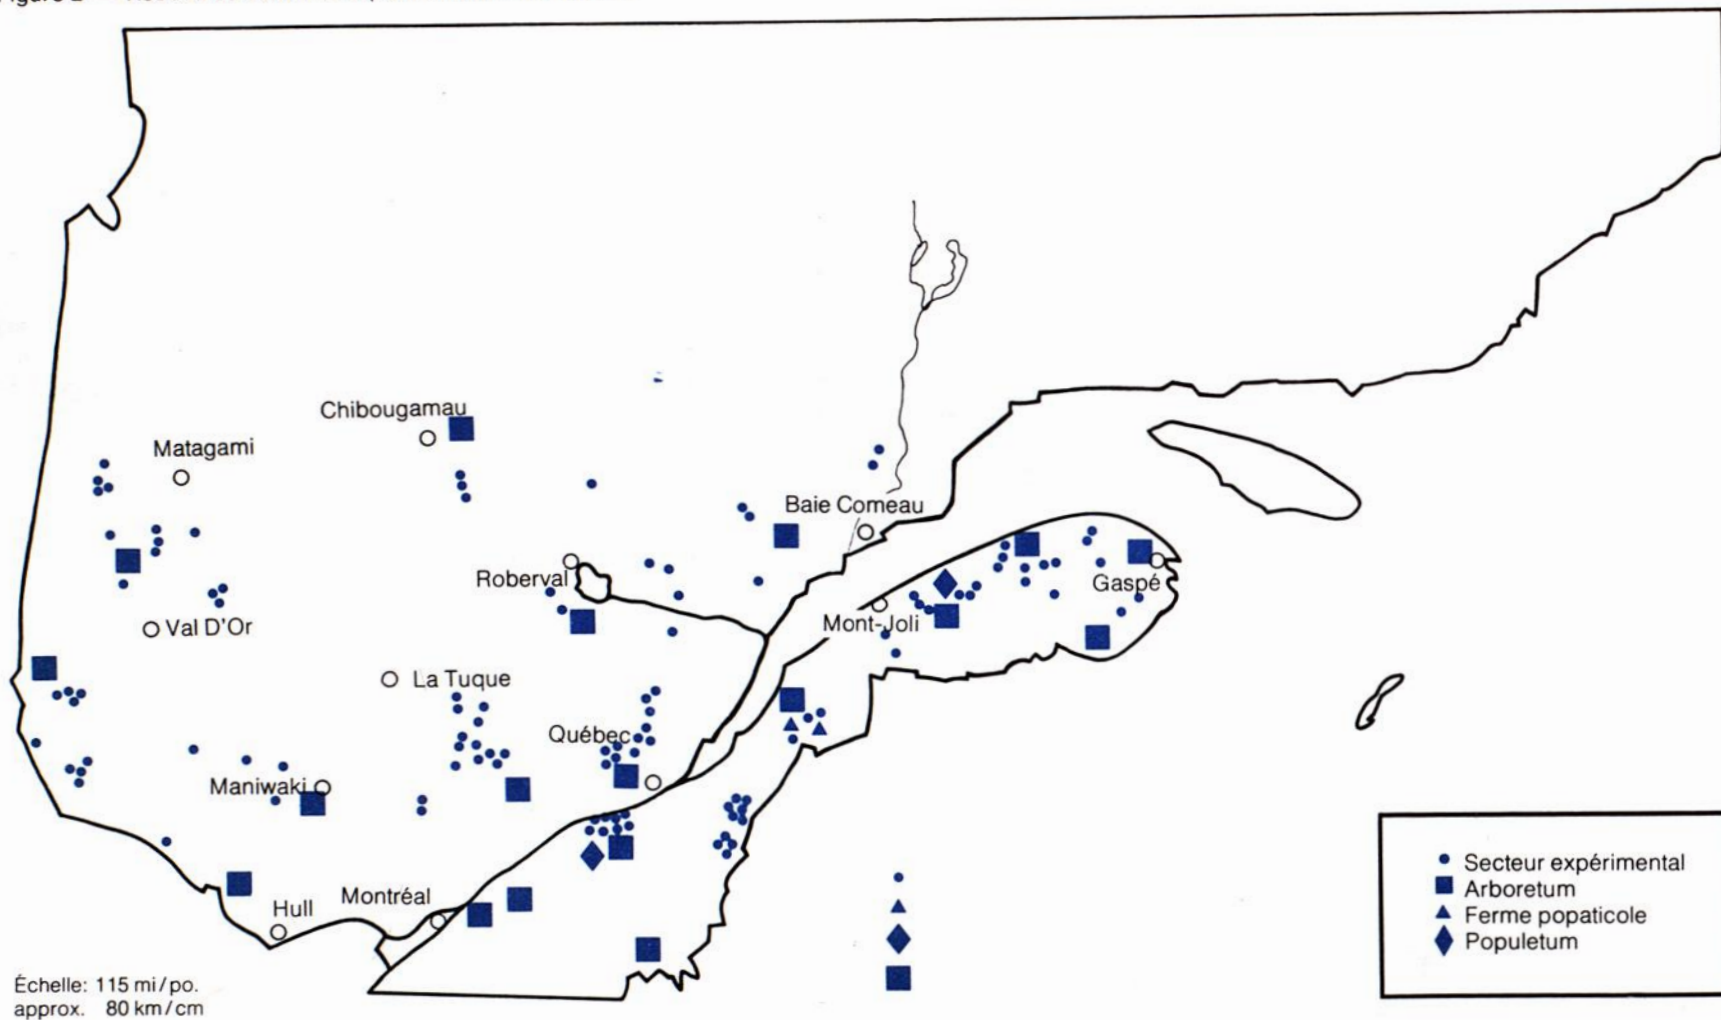 Chibougamau
Matagami
Baie Comeau
Roberval
Gaspé
Mont-Joli
Val D'Or
La Tuque
Québec
Maniwaki
Montréal
Hull
Secteur expérimental
Arboretum
Ferme popaticole
Populetum
Échelle: 115 mi/po.
approx. 80 km/cm